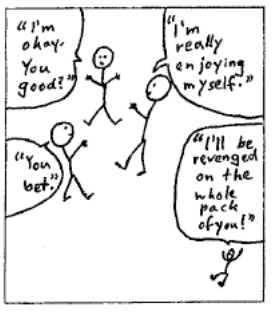 "I'm
okay.
You
good?"
"I'm
really
enjoying
myself."
"You
bet."
"I'll be
revenged
on the
whole
pack
of you!"